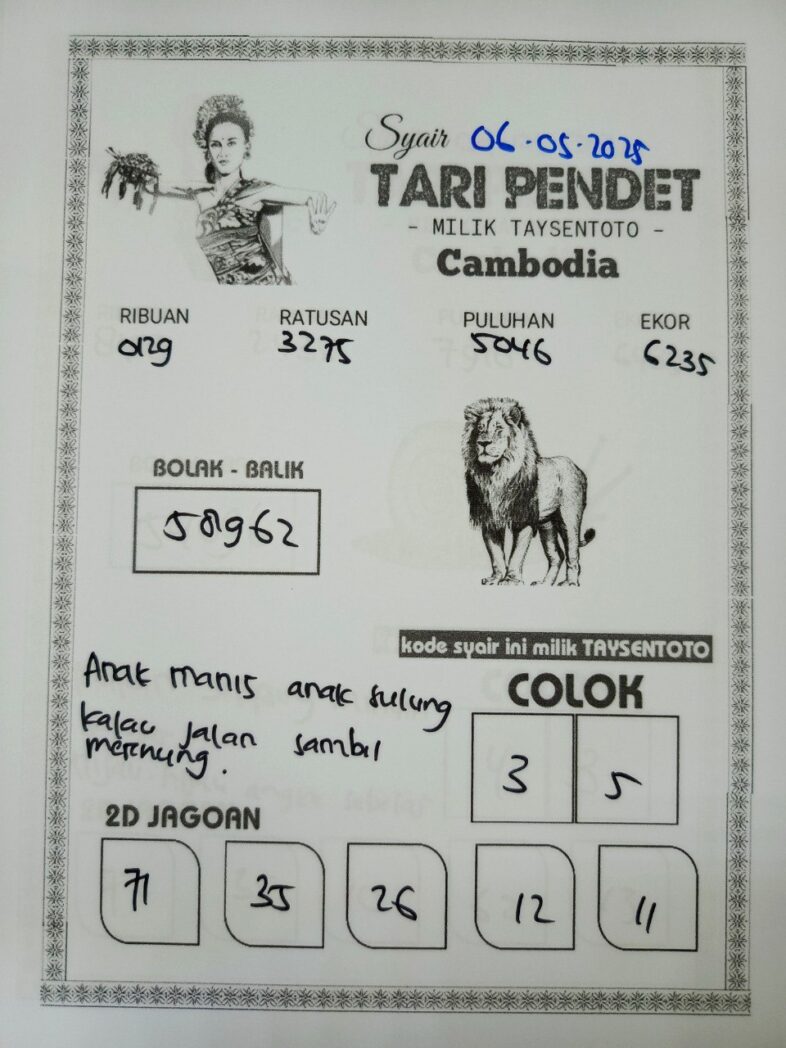 Syair 06.05.2025
TARI PENDET
- MILIK TAYSENTOTO -
Cambodia
RIBUAN RATUSAN PULUHAN EKOR
0129 3275 5046 6235
BOLAK - BALIK
581962
kode syair ini milik TAYSENTOTO
Anak manis anak sulung
kalau jalan sambil
merenung.
COLOK
3 5
2D JAGOAN
71 35 26 12 11